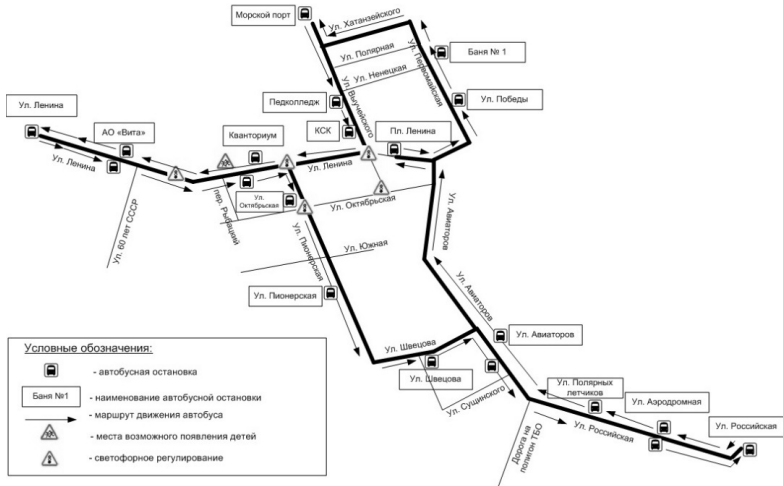 Морской порт
Ул. Хатанзейского
Ул. Полярная
Ул. Ненецкая
Ул. Первомайская
Баня № 1
Ул. Победы
Ул. Выучейского
Педколледж
КСК
Пл. Ленина
Ул. Ленина
АО «Вита»
Ул. Ленина
Кванториум
Ул. Ленина
Ул.
Октябрьская
Ул. Октябрьская
пер. Рыбацкий
Ул. 60 лет СССР
Ул. Авиаторов
Ул. Южная
Ул. Пионерская
Ул. Пионерская
Ул. Авиаторов
Ул. Авиаторов
Ул. Швецова
Ул. Швецова
Ул. Сущинского
Ул. Полярных
летчиков
Ул. Аэродромная
Ул. Российская
Ул. Российская
Дорога на
полигон ТБО
Условные обозначения:
- автобусная остановка
Баня №1
- наименование автобусной остановки
- маршрут движения автобуса
- места возможного появления детей
- светофорное регулирование